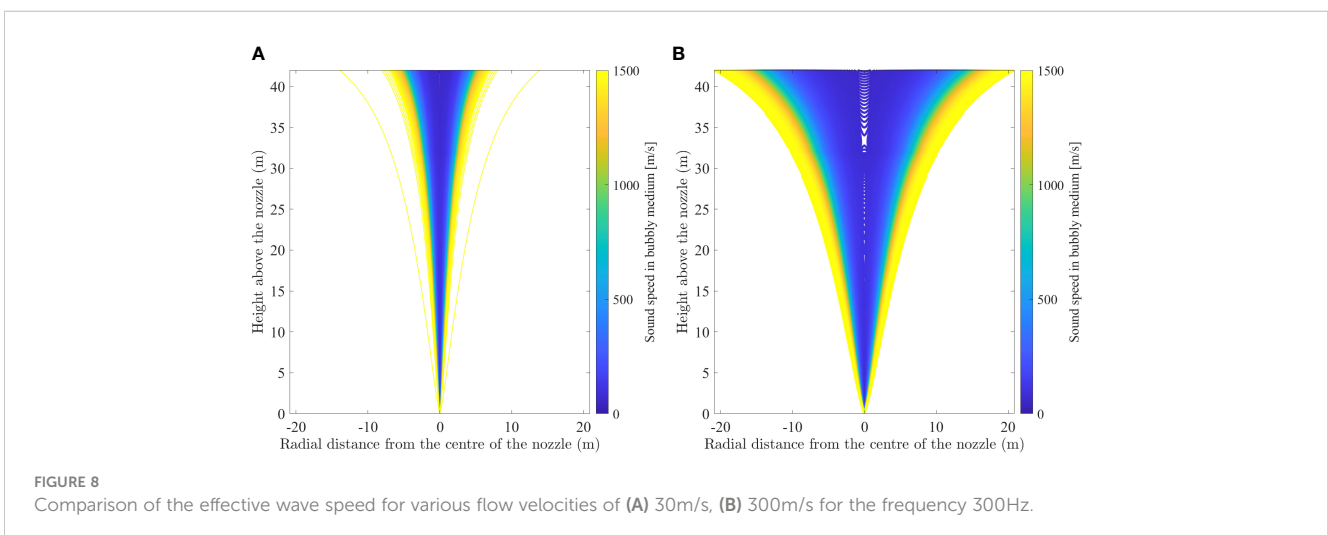 A
B
40
35
30
25
20
15
10
5
0
Height above the nozzle (m)
-20 -10 0 10 20
Radial distance from the centre of the nozzle (m)
1500
1000
500
0
Sound speed in bubbly medium [m/s]
40
35
30
25
20
15
10
5
0
Height above the nozzle (m)
-20 -10 0 10 20
Radial distance from the centre of the nozzle (m)
1500
1000
500
0
Sound speed in bubbly medium [m/s]
FIGURE 8
Comparison of the effective wave speed for various flow velocities of (A) 30m/s, (B) 300m/s for the frequency 300Hz.